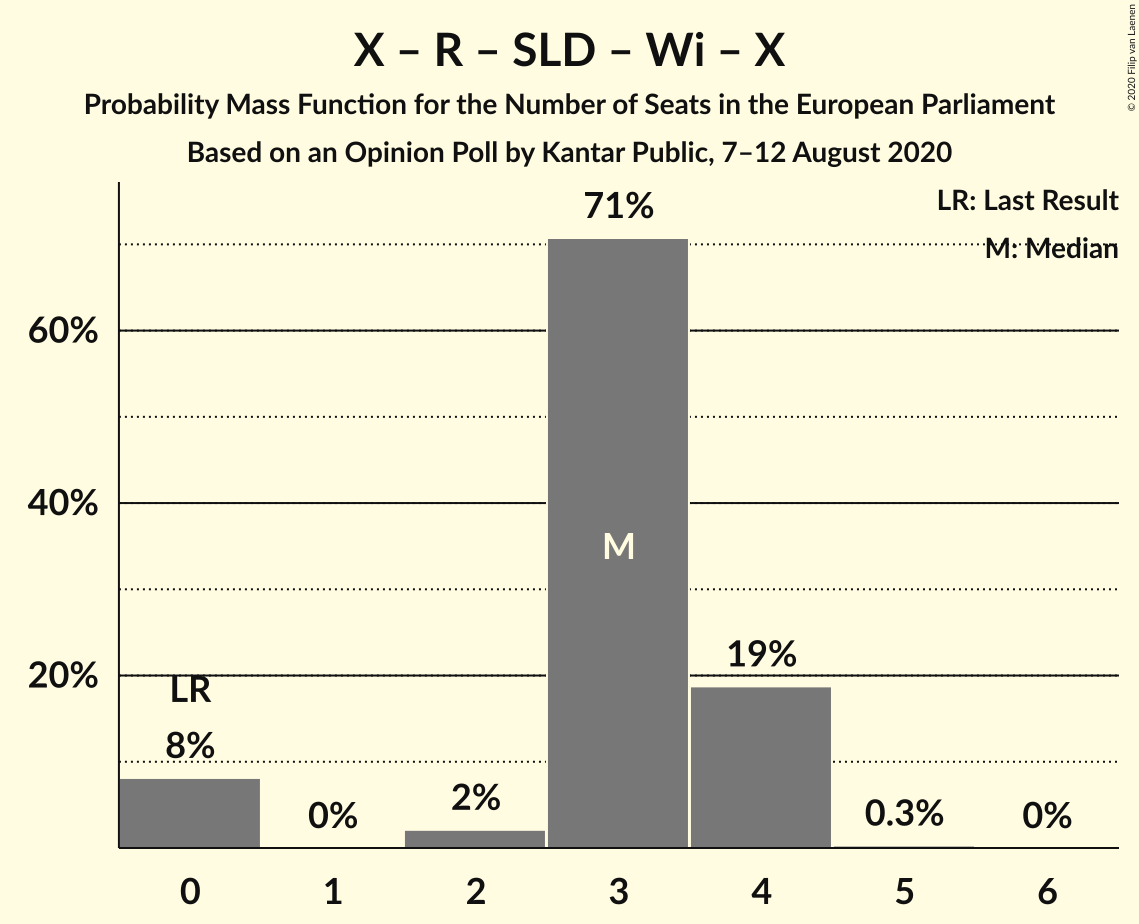 X – R – SLD – Wi – X
Probability Mass Function for the Number of Seats in the European Parliament
Based on an Opinion Poll by Kantar Public, 7–12 August 2020
© 2020 Filip van Laenen
LR: Last Result
M: Median
71%
60%
40%
M
20%
19%
LR
8%
0%
2%
0.3%
0%
0 1 2 3 4 5 6